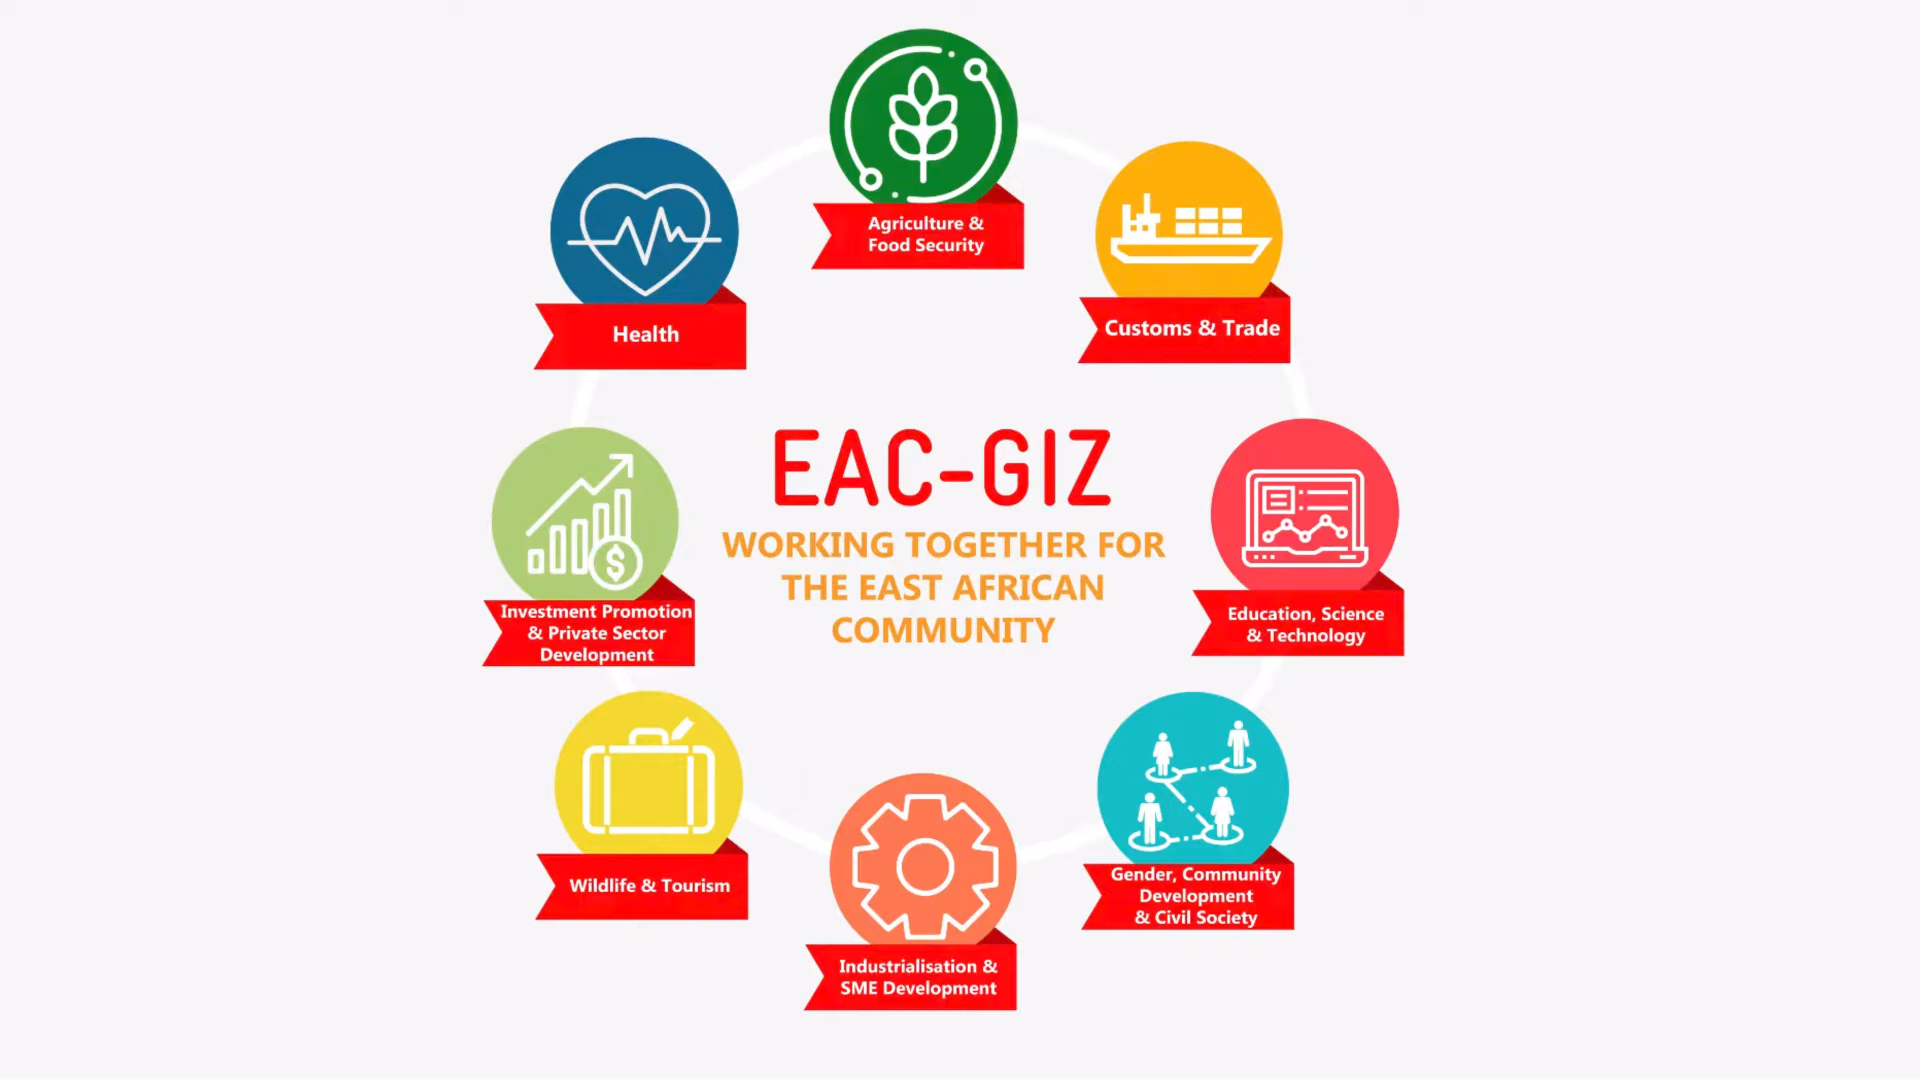 Agriculture &
Food Security
Health
Customs & Trade
EAC-GIZ
WORKING TOGETHER FOR
THE EAST AFRICAN
COMMUNITY
Investment Promotion
& Private Sector
Development
$
Education, Science
& Technology
Wildlife & Tourism
Gender, Community
Development
& Civil Society
Industrialisation &
SME Development